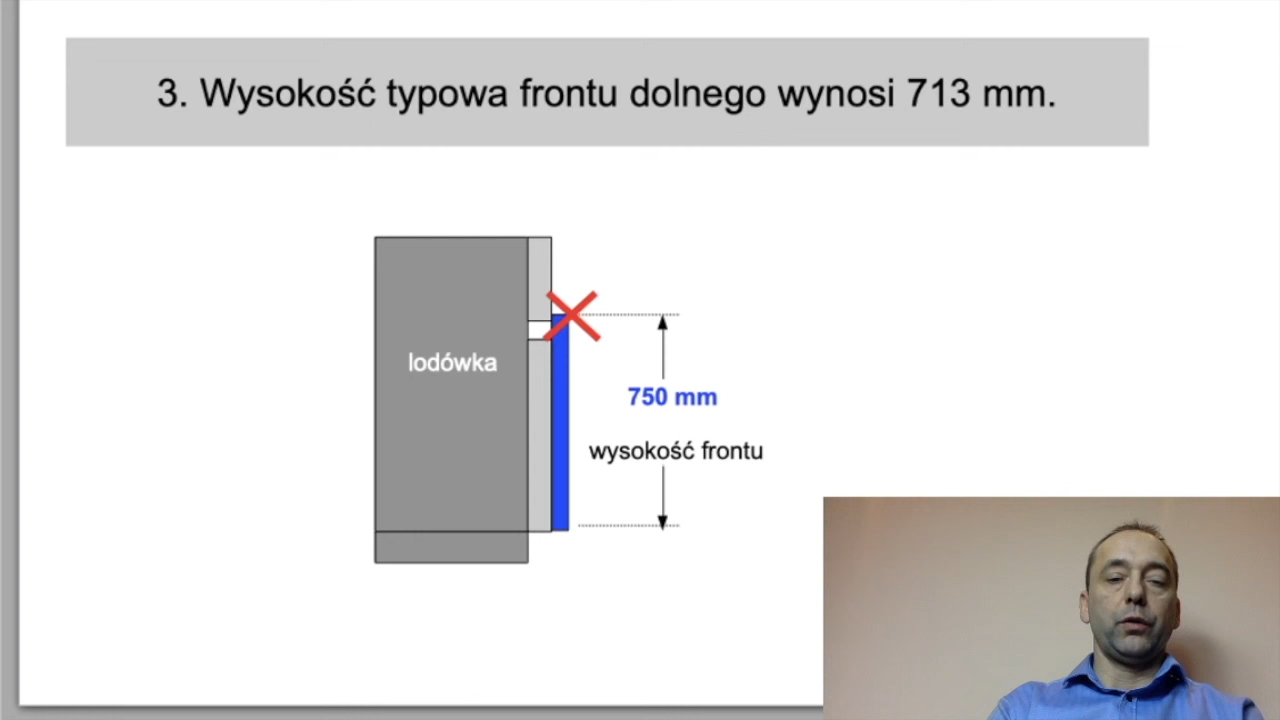 3. Wysokość typowa frontu dolnego wynosi 713 mm.
lodówka
750 mm
wysokość frontu